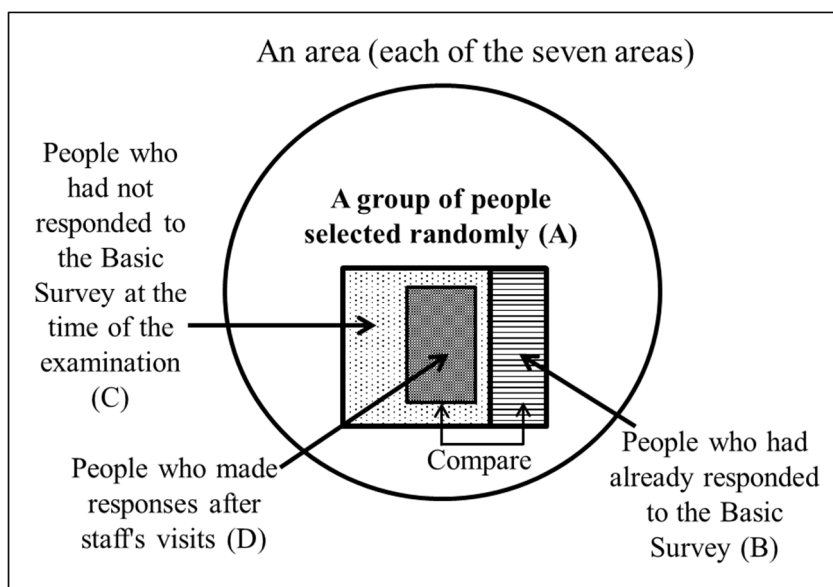 An area (each of the seven areas)
People who
had not
responded to
the Basic
Survey at the
time of the
examination
(C)
A group of people
selected randomly (A)
Compare
People who made
responses after
staff's visits (D)
People who had
already responded
to the Basic
Survey (B)